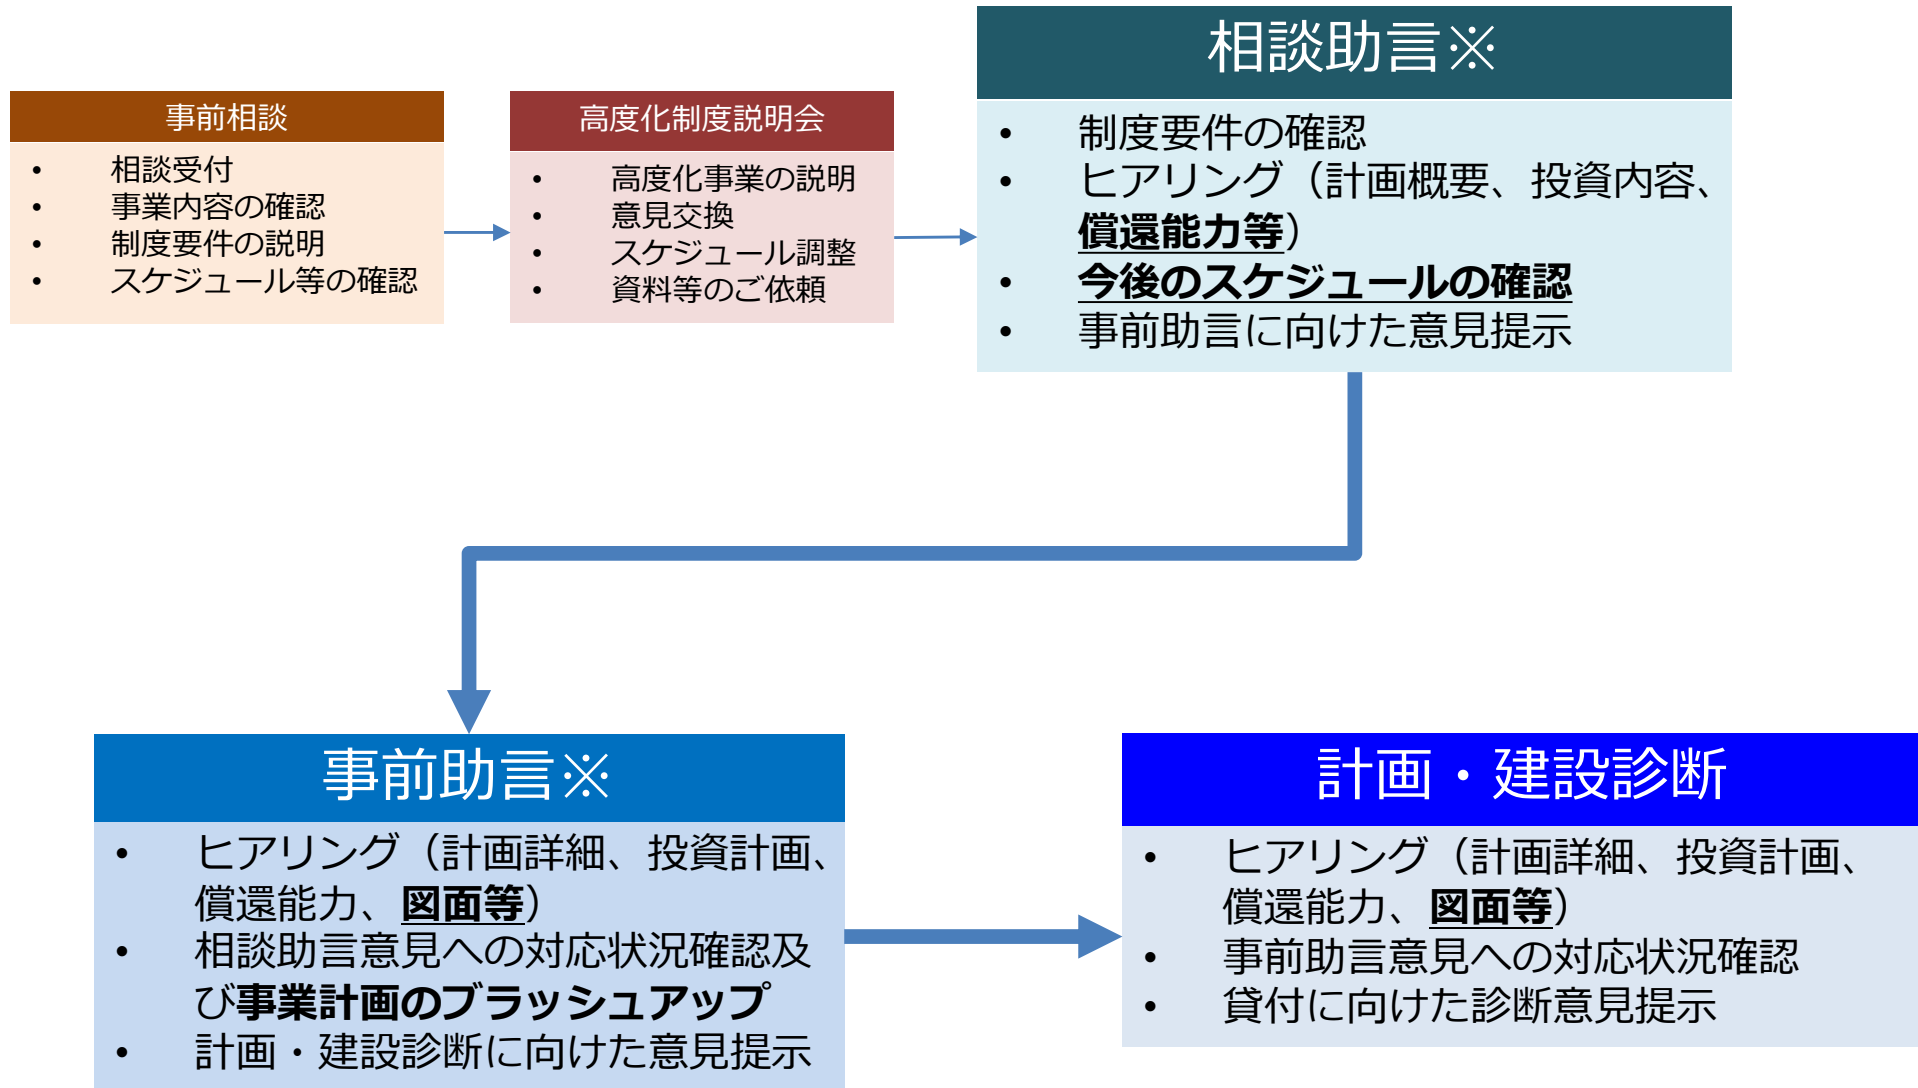 事前相談
• 相談受付
• 事業内容の確認
• 制度要件の説明
• スケジュール等の確認
高度化制度説明会
• 高度化事業の説明
• 意見交換
• スケジュール調整
• 資料等のご依頼
相談助言※
• 制度要件の確認
• ヒアリング（計画概要、投資内容、
償還能力等）
• 今後のスケジュールの確認
• 事前助言に向けた意見提示
事前助言※
• ヒアリング（計画詳細、投資計画、
償還能力、図面等）
• 相談助言意見への対応状況確認及
び事業計画のブラッシュアップ
• 計画・建設診断に向けた意見提示
計画・建設診断
• ヒアリング（計画詳細、投資計画、
償還能力、図面等）
• 事前助言意見への対応状況確認
• 貸付に向けた診断意見提示